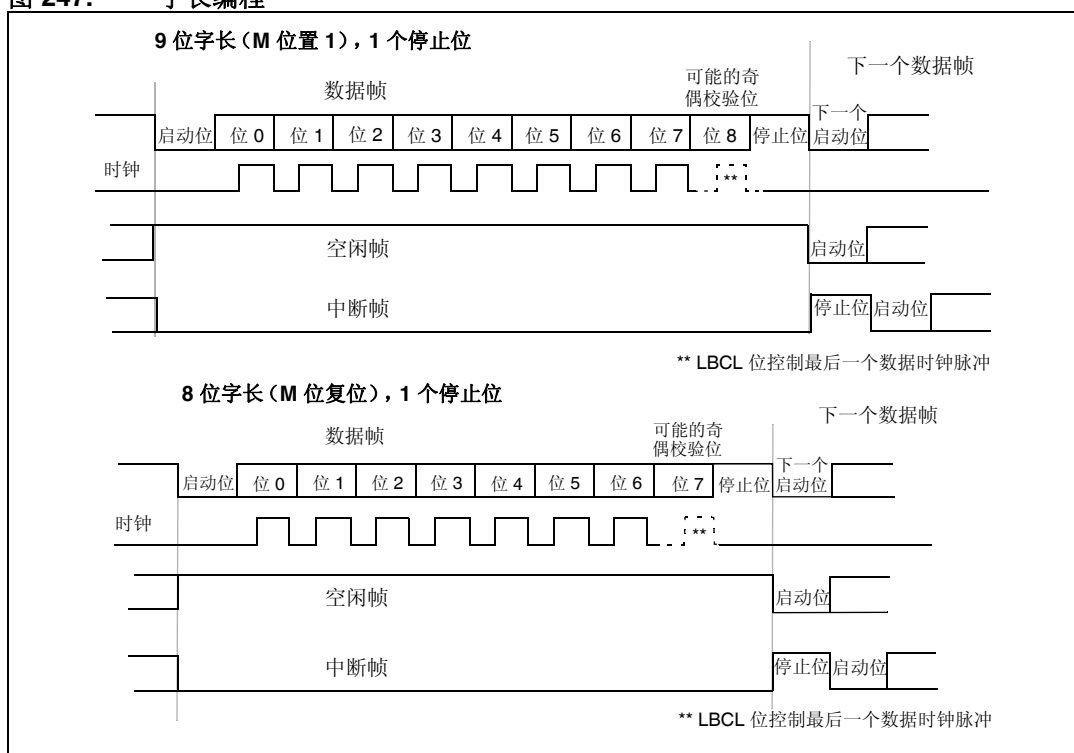 图 247. 字长编程
9 位字长（M 位置 1），1 个停止位
下一个数据帧
数据帧
可能的奇
偶校验位
启动位 位 0 位 1 位 2 位 3 位 4 位 5 位 6 位 7 位 8 停止位
下一个
启动位
时钟
**
空闲帧
启动位
中断帧
停止位 启动位
** LBCL 位控制最后一个数据时钟脉冲
8 位字长（M 位复位），1 个停止位
下一个数据帧
数据帧
可能的奇
偶校验位
启动位 位 0 位 1 位 2 位 3 位 4 位 5 位 6 位 7 停止位
下一个
启动位
时钟
**
空闲帧
启动位
中断帧
停止位 启动位
** LBCL 位控制最后一个数据时钟脉冲